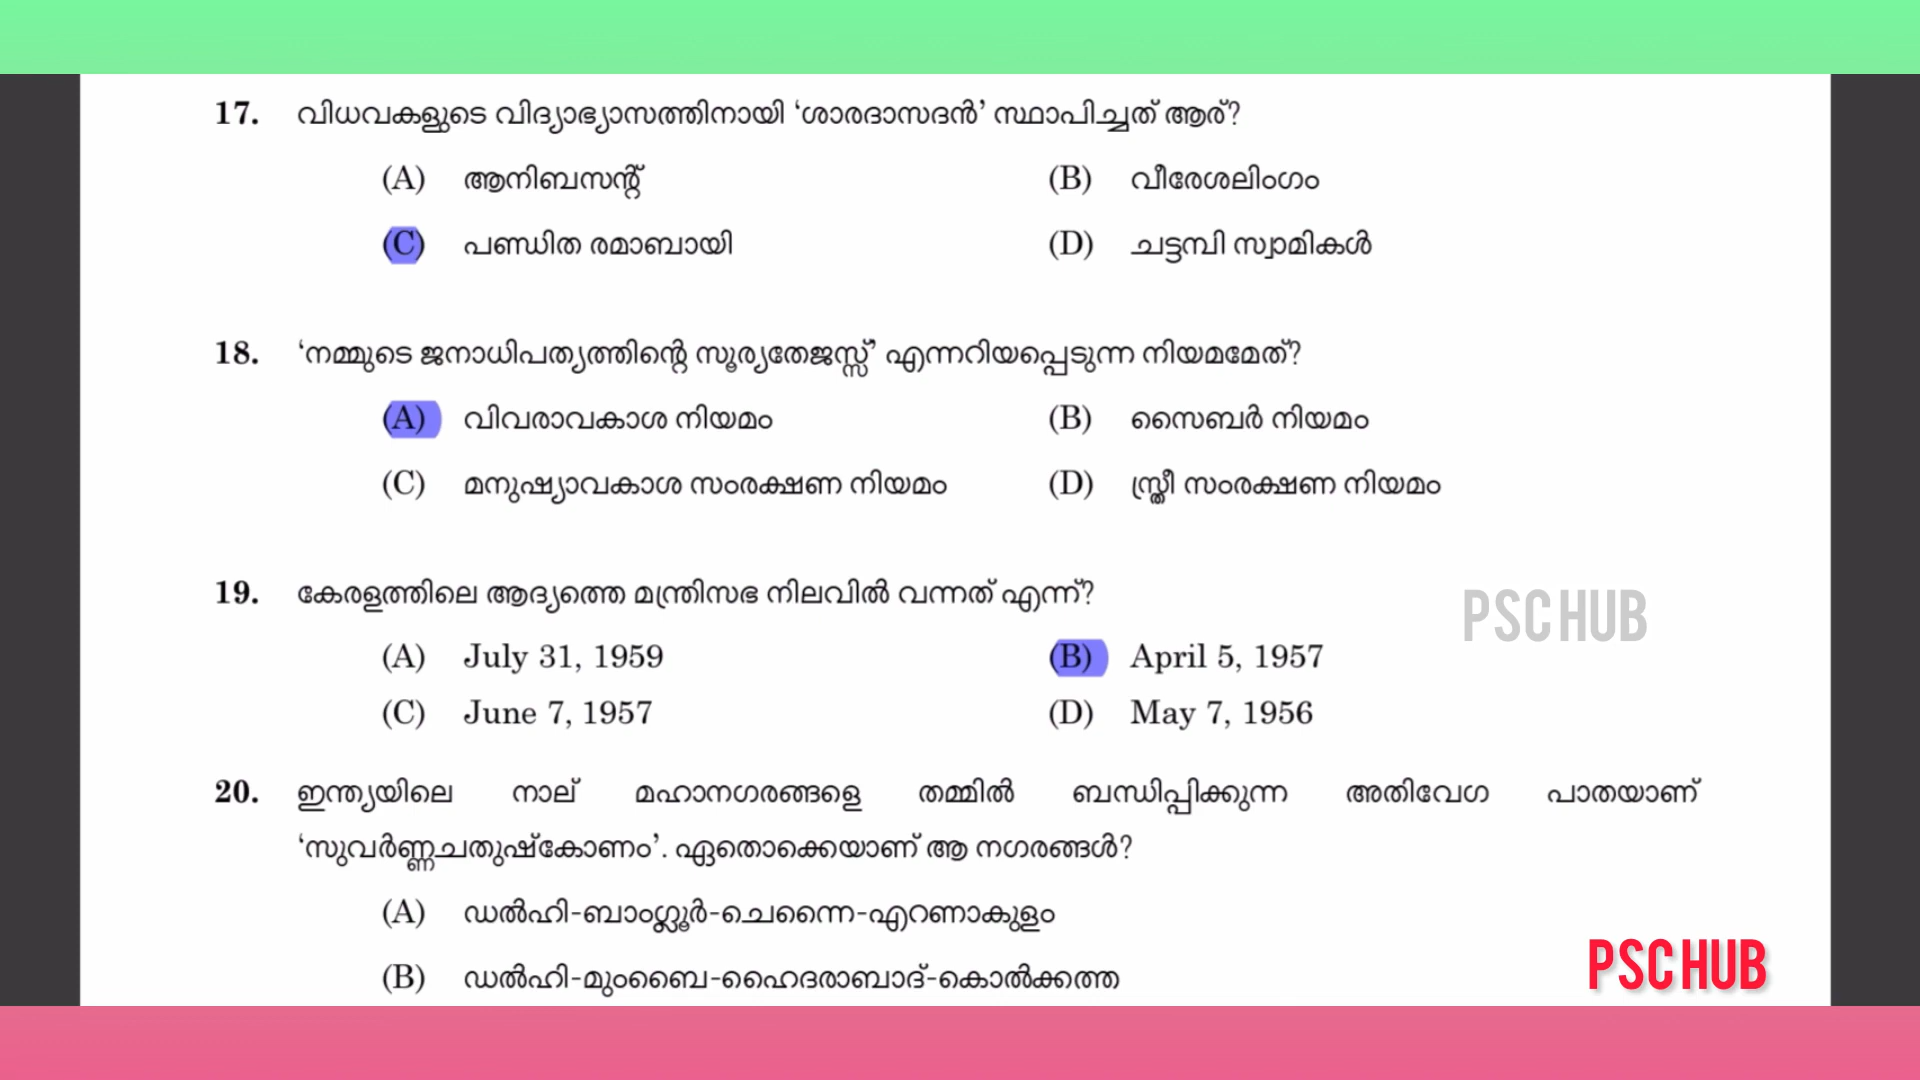 17. വിധവകളുടെ വിദ്യാഭ്യാസത്തിനായി ‘ശാരദാസദൻ’ സ്ഥാപിച്ചത് ആര്?
(A) ആനിബസന്റ് (B) വീരേശലിംഗം
(C) പണ്ഡിത രമാബായി (D) ചട്ടമ്പി സ്വാമികൾ
18. ‘നമ്മുടെ ജനാധിപത്യത്തിന്റെ സൂര്യതേജസ്സ്’ എന്നറിയപ്പെടുന്ന നിയമമേത്?
(A) വിവരാവകാശ നിയമം (B) സൈബർ നിയമം
(C) മനുഷ്യാവകാശ സംരക്ഷണ നിയമം (D) സ്ത്രീ സംരക്ഷണ നിയമം
19. കേരളത്തിലെ ആദ്യത്തെ മന്ത്രിസഭ നിലവിൽ വന്നത് എന്ന്?
PSC HUB
(A) July 31, 1959 (B) April 5, 1957
(C) June 7, 1957 (D) May 7, 1956
20. ഇന്ത്യയിലെ നാല് മഹാനഗരങ്ങളെ തമ്മിൽ ബന്ധിപ്പിക്കുന്ന അതിവേഗ പാതയാണ്
‘സുവർണ്ണചതുഷ്കോണം’. ഏതൊക്കെയാണ് ആ നഗരങ്ങൾ?
(A) ഡൽഹി-ബാംഗ്ലൂർ-ചെന്നൈ-എറണാകുളം
(B) ഡൽഹി-മുംബൈ-ഹൈദരാബാദ്-കൊൽക്കത്ത
PSC HUB